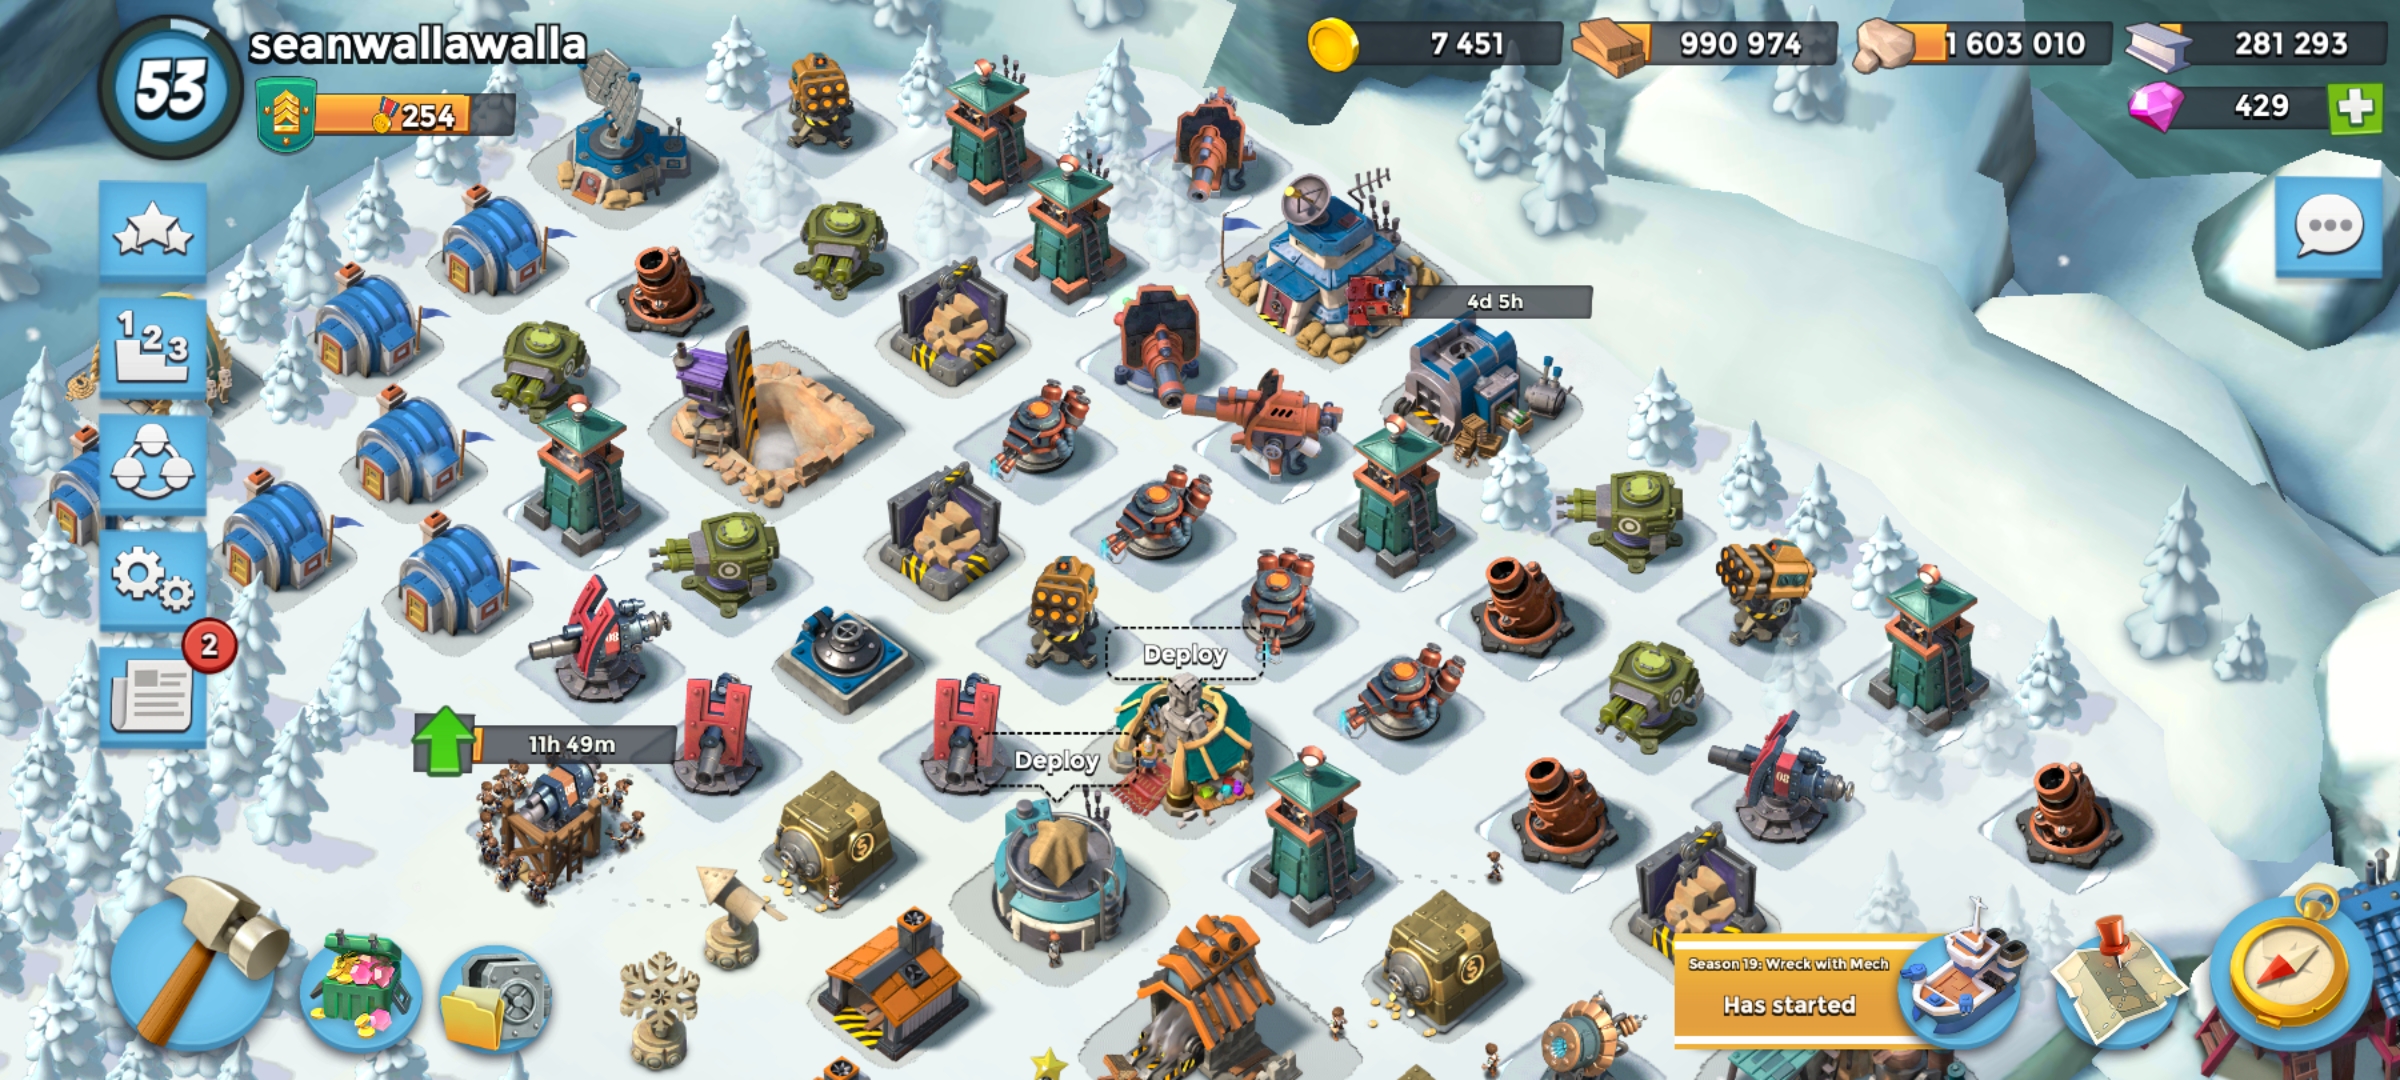 53
seanwallawalla
254
7 451
990 974
1 603 010
281 293
429
1 2 3
4d 5h
2
Deploy
11h 49m
Deploy
Season 19: Wreck with Mech
Has started